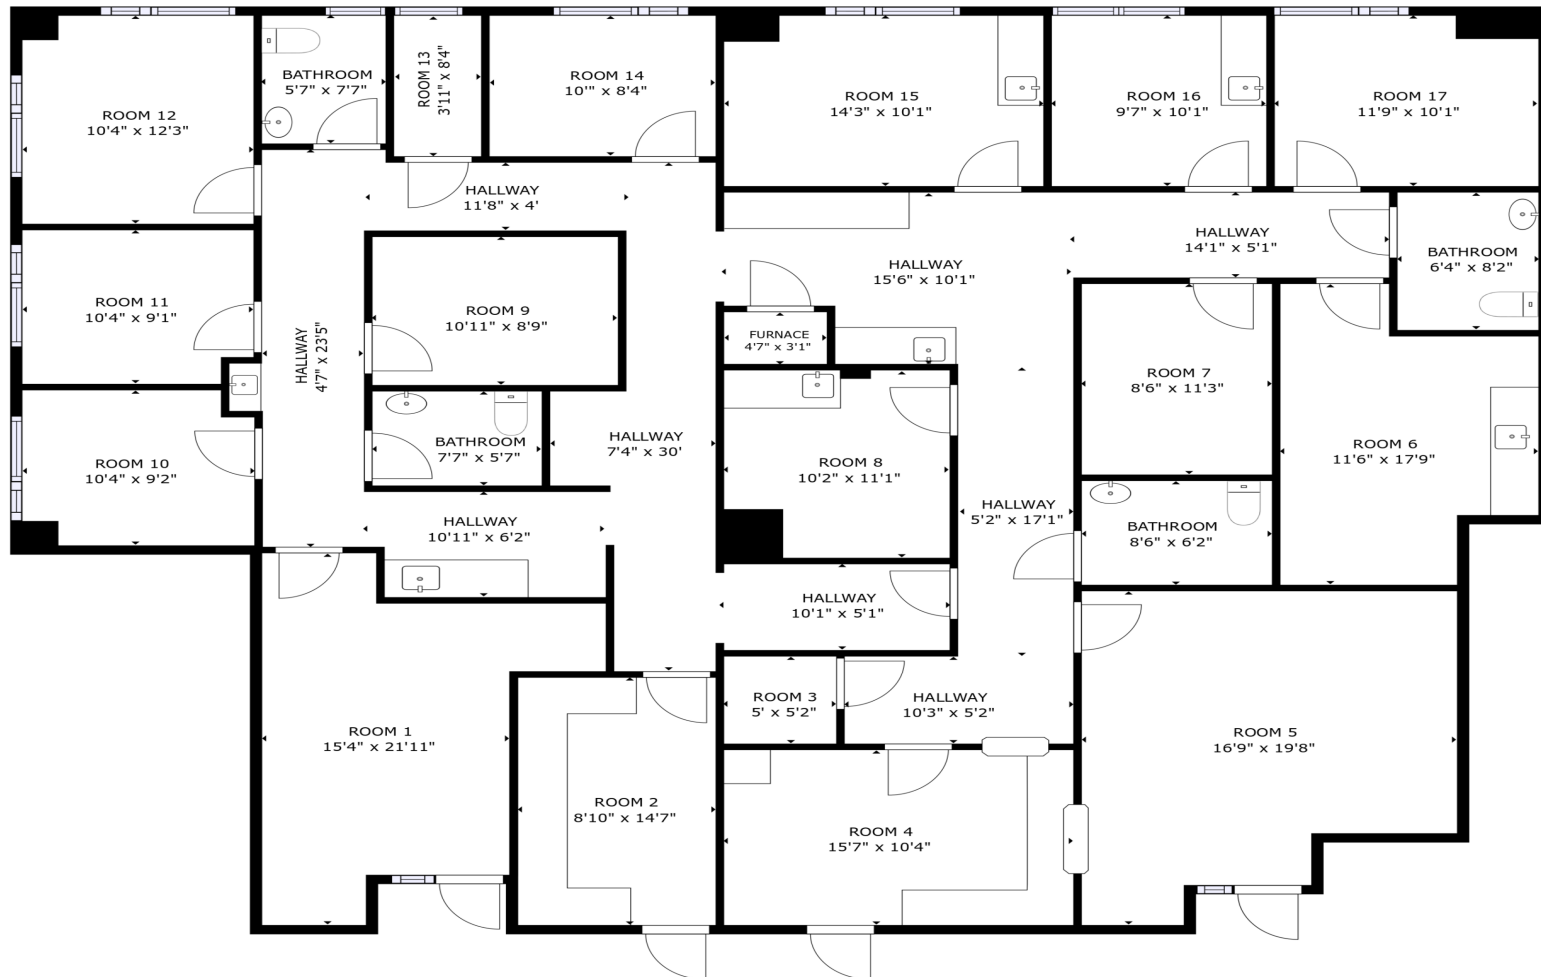 ROOM 12
10'4" x 12'3"
BATHROOM
5'7" x 7'7"
ROOM 13
3'11" x 8'4"
ROOM 14
10'" x 8'4"
ROOM 15
14'3" x 10'1"
ROOM 16
9'7" x 10'1"
ROOM 17
11'9" x 10'1"
HALLWAY
11'8" x 4'
HALLWAY
15'6" x 10'1"
HALLWAY
14'1" x 5'1"
BATHROOM
6'4" x 8'2"
ROOM 11
10'4" x 9'1"
HALLWAY
4'7" x 23'5"
ROOM 9
10'11" x 8'9"
FURNACE
4'7" x 3'1"
ROOM 7
8'6" x 11'3"
ROOM 10
10'4" x 9'2"
BATHROOM
7'7" x 5'7"
HALLWAY
7'4" x 30'
ROOM 8
10'2" x 11'1"
ROOM 6
11'6" x 17'9"
HALLWAY
10'11" x 6'2"
HALLWAY
5'2" x 17'1"
BATHROOM
8'6" x 6'2"
HALLWAY
10'1" x 5'1"
ROOM 3
5' x 5'2"
HALLWAY
10'3" x 5'2"
ROOM 1
15'4" x 21'11"
ROOM 5
16'9" x 19'8"
ROOM 2
8'10" x 14'7"
ROOM 4
15'7" x 10'4"